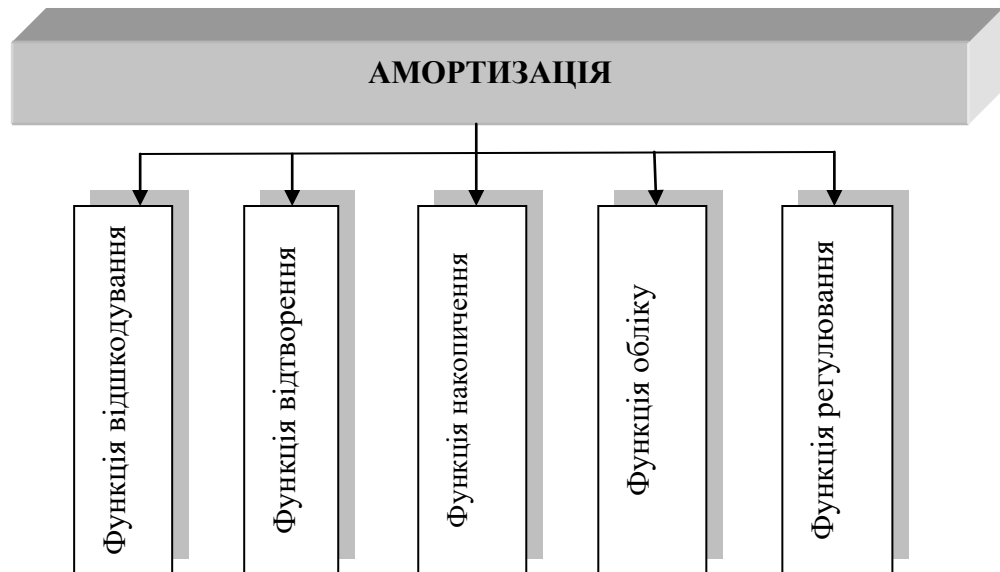 АМОРТИЗАЦІЯ
Функція відшкодування
Функція відтворення
Функція накопичення
Функція обліку
Функція регулювання